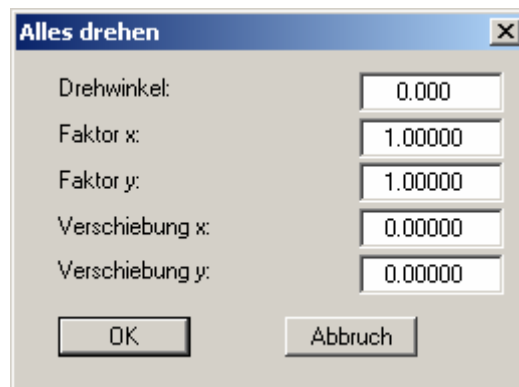 Alles drehen
Drehwinkel: 0.000
Faktor x: 1.00000
Faktor y: 1.00000
Verschiebung x: 0.00000
Verschiebung y: 0.00000
OK Abbruch